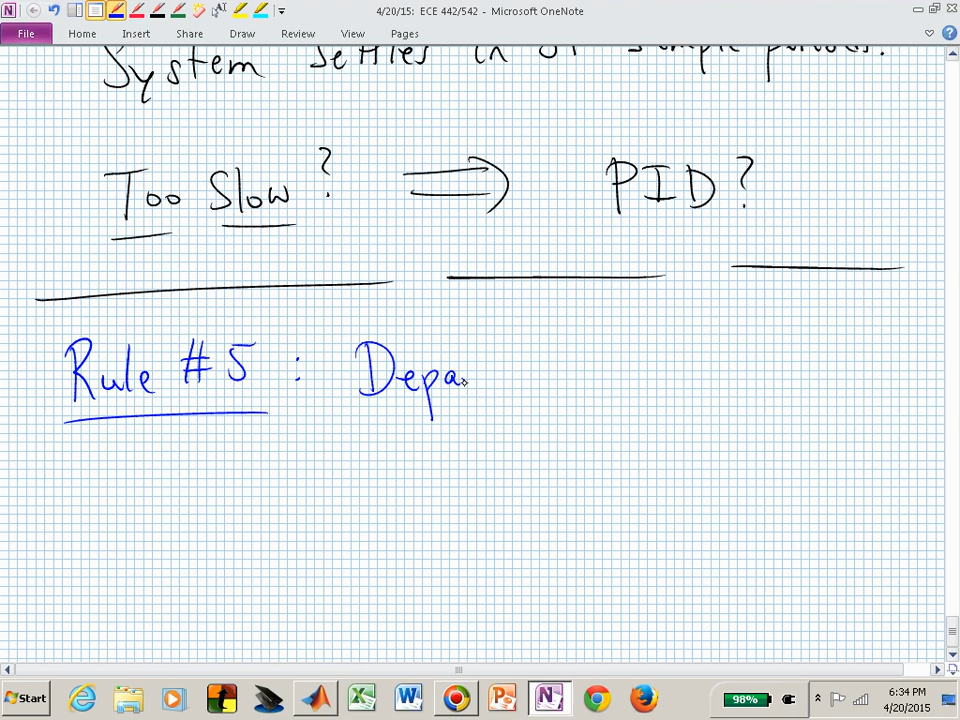 4/20/15: ECE 442/542 - Microsoft OneNote
File Home Insert Share Draw Review View Pages
System settles in
Too Slow? ⟹ PID?
Rule #5 : Depa
Start
98%
6:34 PM
4/20/2015